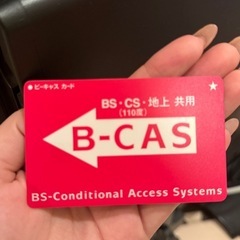 ● ビーキャス カード ★
BS・CS・地上 共用
(110度)
B-CAS
BS-Conditional Access Systems